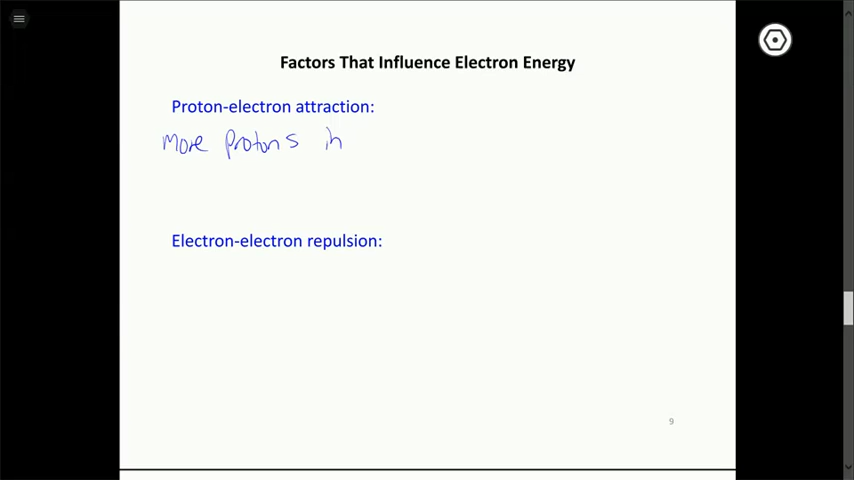 Factors That Influence Electron Energy
Proton-electron attraction:
More protons in
Electron-electron repulsion:
9